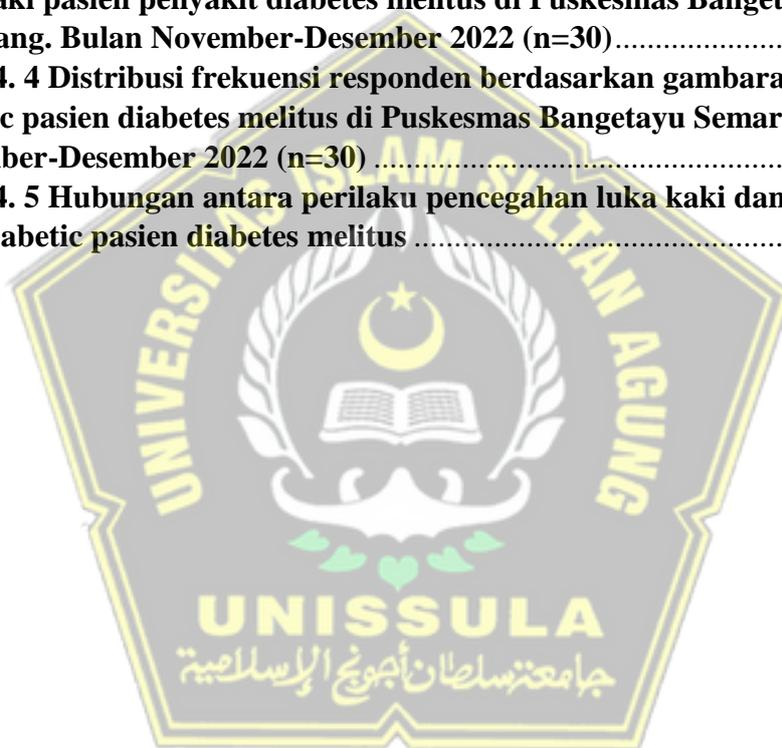 aki pasien penyakit diabetes melitus di Puskesmas Banget
ang. Bulan November-Desember 2022 (n=30)....................
4. 4 Distribusi frekuensi responden berdasarkan gambara
c pasien diabetes melitus di Puskesmas Bangetayu Semar
ber-Desember 2022 (n=30) ..................................................
4. 5 Hubungan antara perilaku pencegahan luka kaki dan
abetic pasien diabetes melitus .............................................
UNIVERSITAS ISLAM SULTAN AGUNG
UNISSULA
جامعتسلطان أجونج الإسلامية